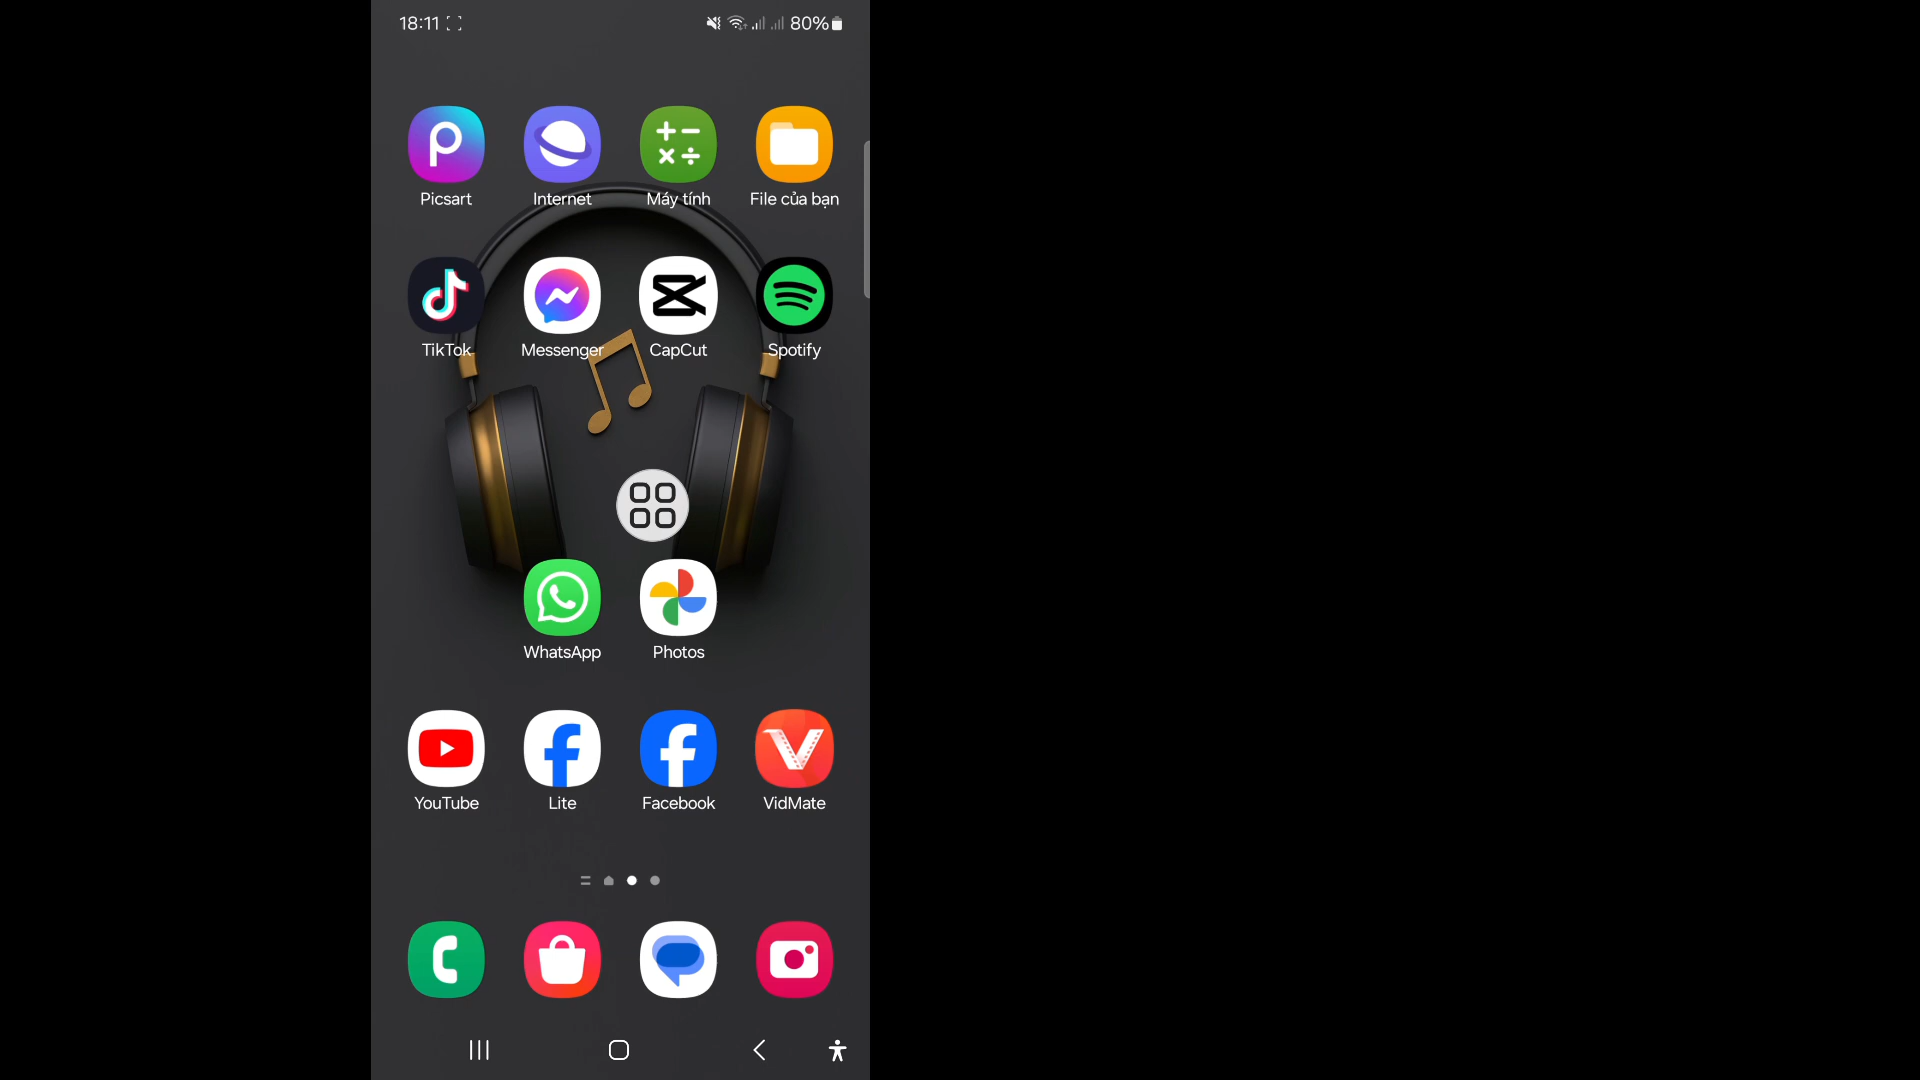 18:11 80%
Picsart Internet Máy tính File của bạn
TikTok Messenger CapCut Spotify
WhatsApp Photos
YouTube Lite Facebook VidMate